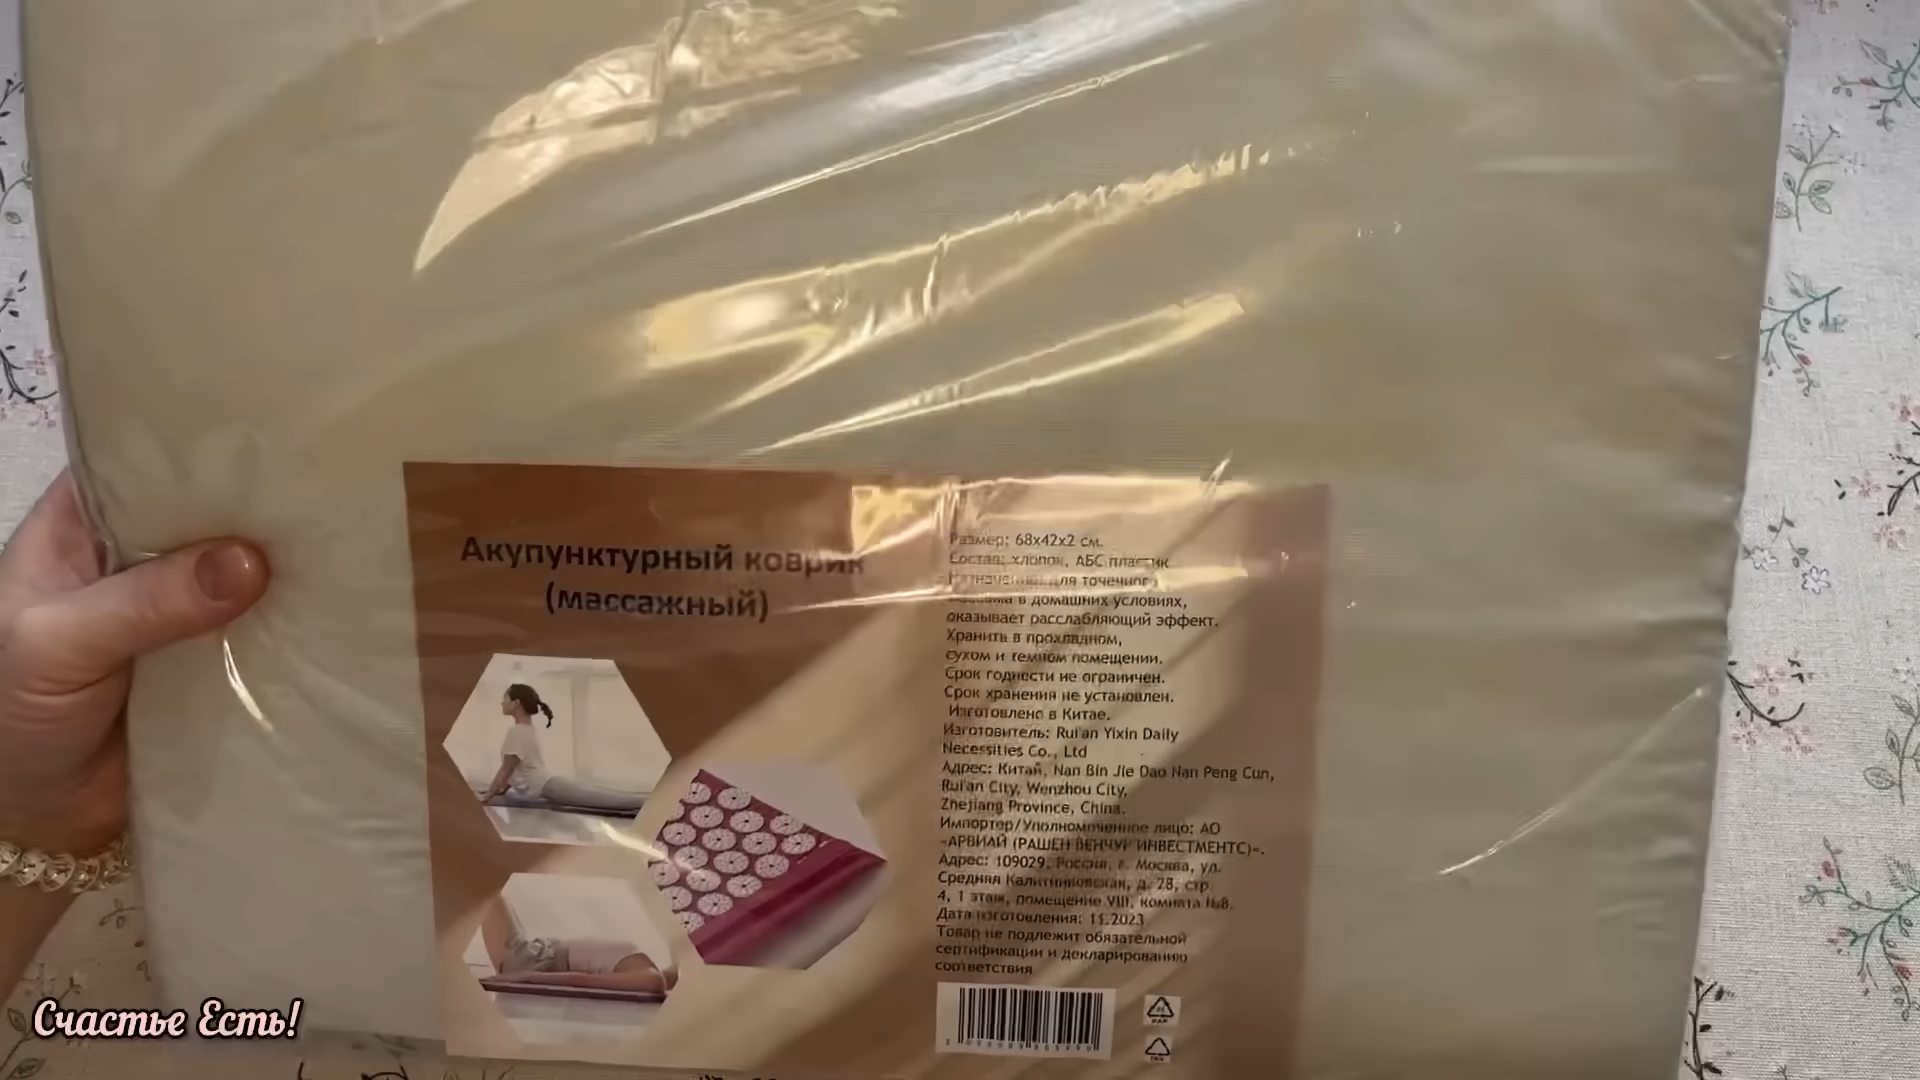 Акупунктурный коврик
(массажный)
Размер: 68х42х2 см.
Состав: хлопок, АБС пластик
Назначение: для точечного
массажа в домашних условиях,
оказывает расслабляющий эффект.
Хранить в прохладном,
сухом и темном помещении.
Срок годности не ограничен.
Срок хранения не установлен.
Изготовлено в Китае.
Изготовитель: Rui'an Yixin Daily
Necessities Co., Ltd
Адрес: Китай, Nan Bin Jie Dao Nan Peng Cun,
Rui'an City, Wenzhou City,
Zhejiang Province, China.
Импортер/Уполномоченное лицо: АО
«АРВИАЙ (РАШЕН ВЕНЧУР ИНВЕСТМЕНТС)».
Адрес: 109029, Россия, г. Москва, ул.
Средняя Калитниковская, д. 28, стр.
4, 1 этаж, помещение VIII, комната №8.
Дата изготовления: 11.2023
Товар не подлежит обязательной
сертификации и декларированию
соответствия
PAP
Счастье Есть!